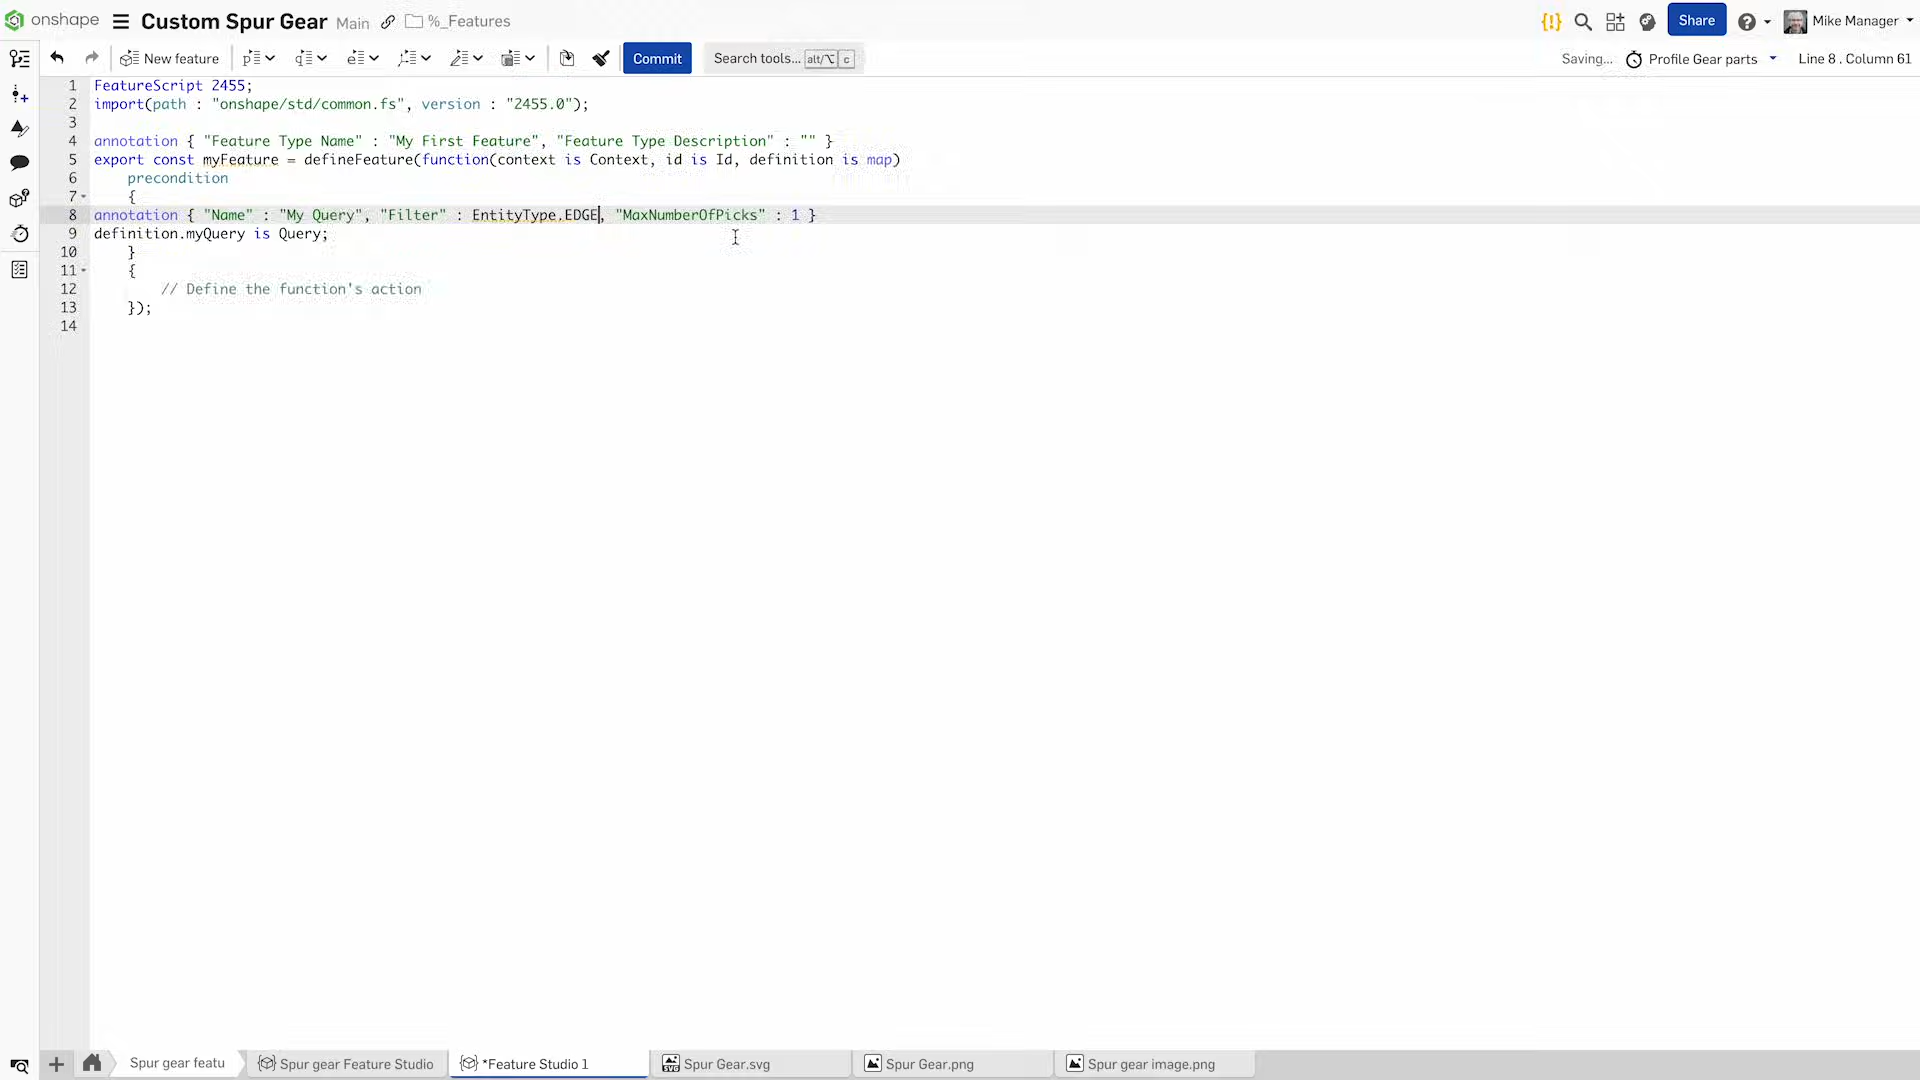 onshape Custom Spur Gear Main %_Features Share Mike Manager
New feature Commit Search tools... alt/⌥ c Saving... Profile Gear parts Line 8 . Column 61
1 FeatureScript 2455;
2 import(path : "onshape/std/common.fs", version : "2455.0");
3
4 annotation { "Feature Type Name" : "My First Feature", "Feature Type Description" : "" }
5 export const myFeature = defineFeature(function(context is Context, id is Id, definition is map)
6 precondition
7 {
8 annotation { "Name" : "My Query", "Filter" : EntityType.EDGE, "MaxNumberOfPicks" : 1 }
9 definition.myQuery is Query;
10 }
11 {
12 // Define the function's action
13 });
14
Spur gear featu Spur gear Feature Studio *Feature Studio 1 Spur Gear.svg Spur Gear.png Spur gear image.png